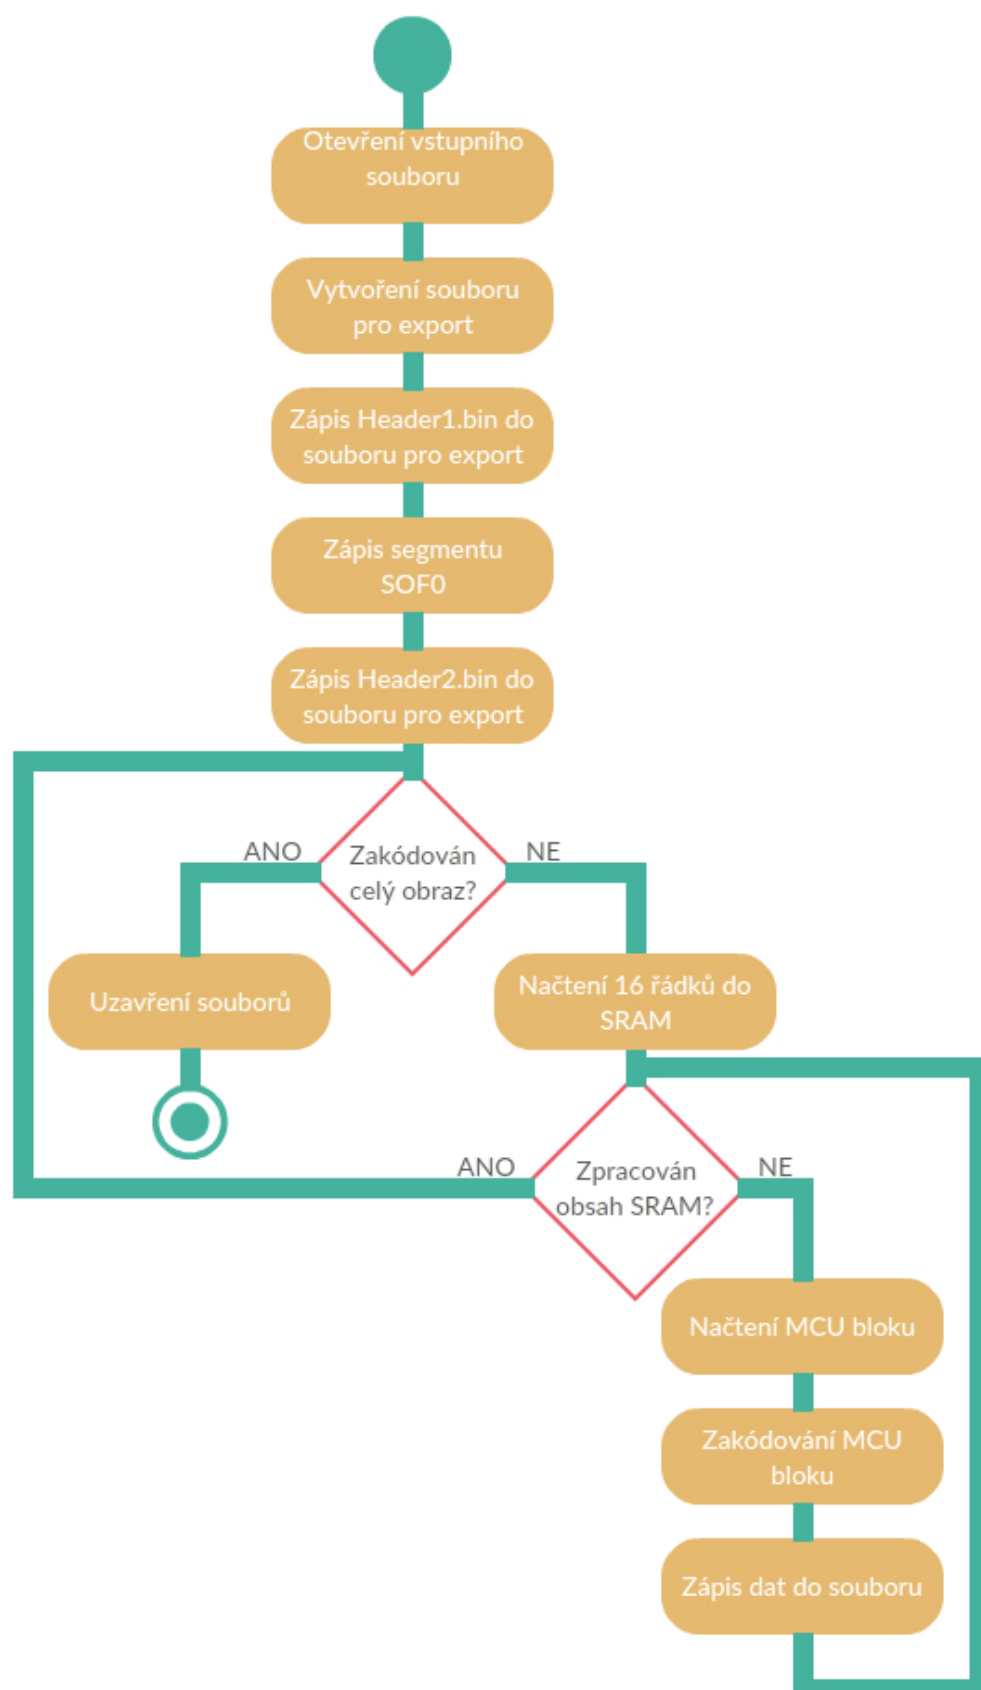 Otevření vstupního
souboru
Vytvoření souboru
pro export
Zápis Header1.bin do
souboru pro export
Zápis segmentu
SOF0
Zápis Header2.bin do
souboru pro export
ANO
Zakódován
celý obraz?
NE
Uzavření souborů
Načtení 16 řádků do
SRAM
ANO
Zpracován
obsah SRAM?
NE
Načtení MCU bloku
Zakódování MCU
bloku
Zápis dat do souboru